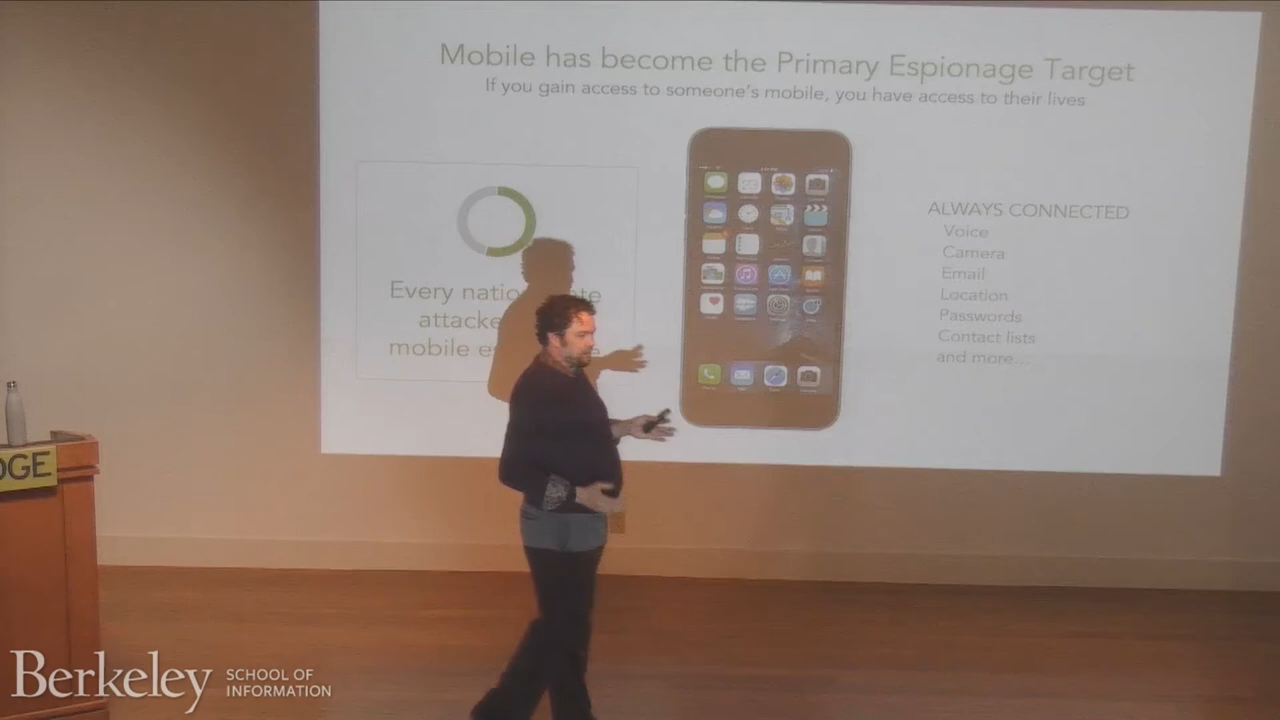 Mobile has become the Primary Espionage Target
If you gain access to someone's mobile, you have access to their lives
Every
attacke
mobile
ALWAYS CONNECTED
Voice
Camera
Email
Location
Passwords
Contact lists
and more...
DGE
Berkeley
SCHOOL OF
INFORMATION